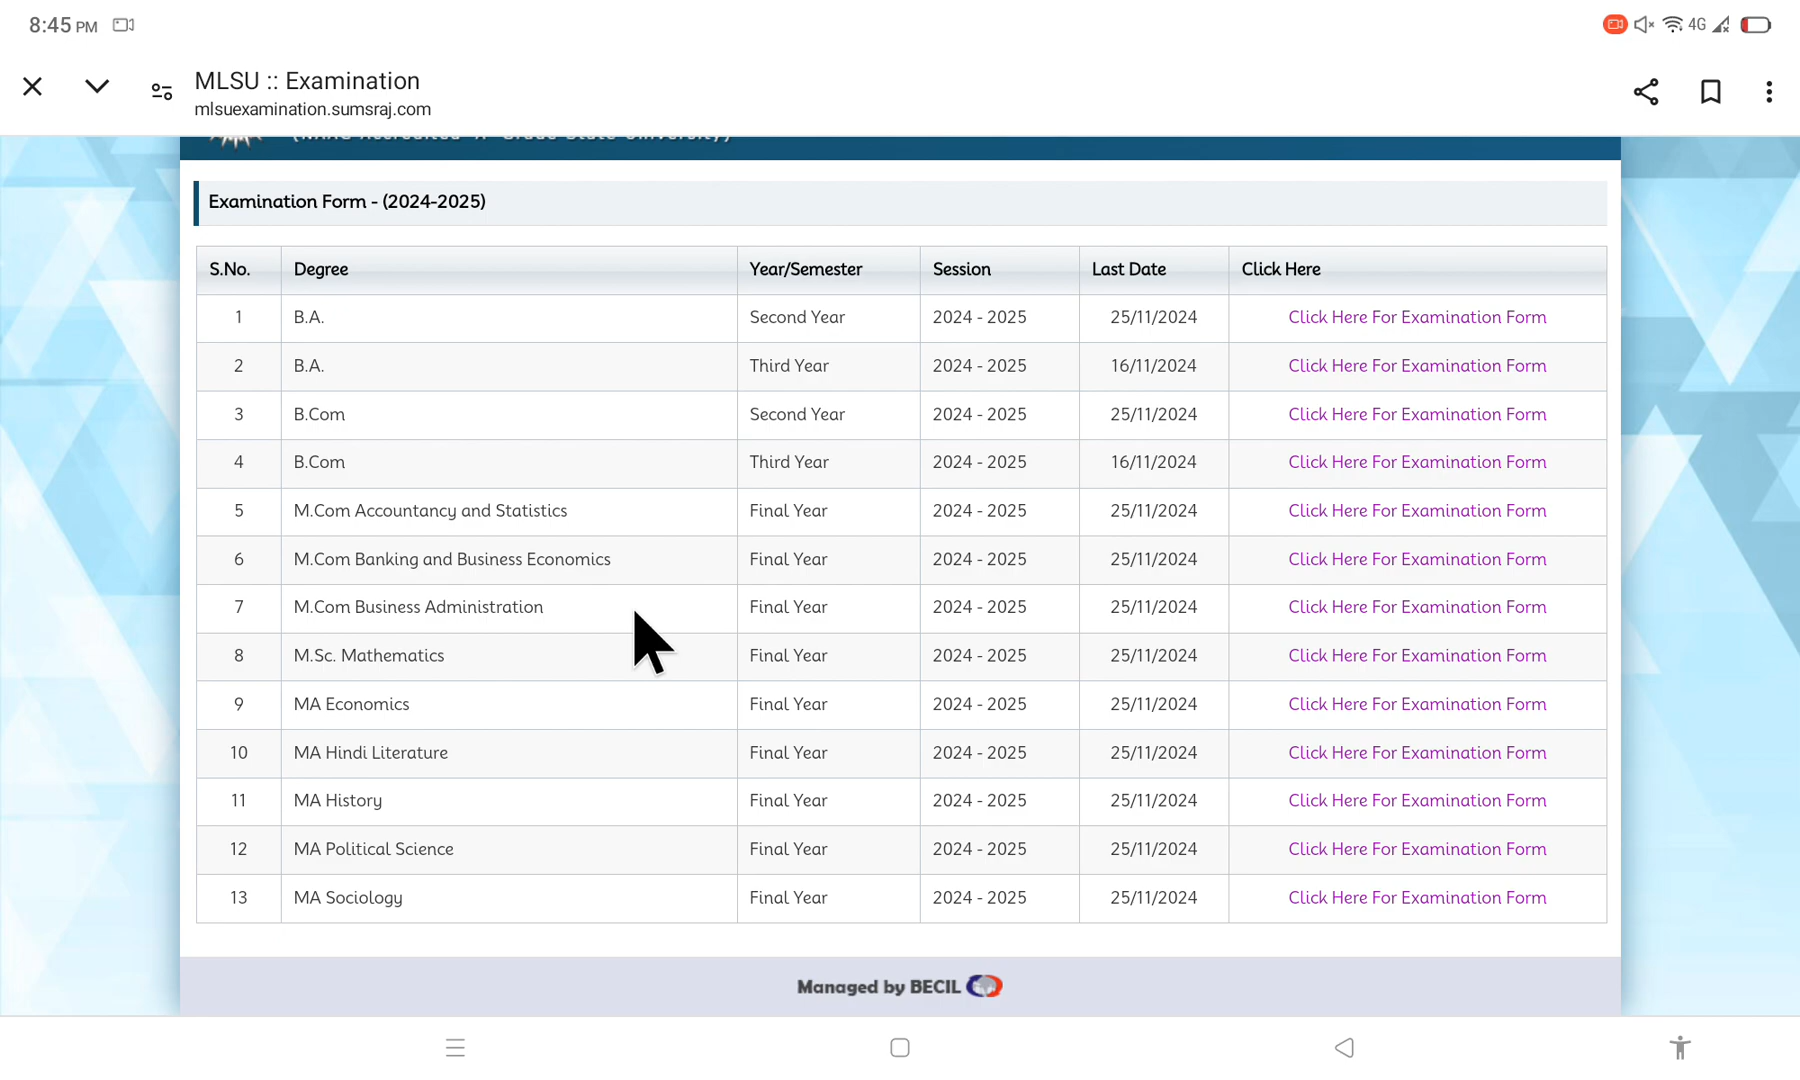 8:45 PM
4G
MLSU :: Examination
mlsuexamination.sumsraj.com
Examination Form - (2024-2025)
S.No. Degree Year/Semester Session Last Date Click Here
1 B.A. Second Year 2024 - 2025 25/11/2024 Click Here For Examination Form
2 B.A. Third Year 2024 - 2025 16/11/2024 Click Here For Examination Form
3 B.Com Second Year 2024 - 2025 25/11/2024 Click Here For Examination Form
4 B.Com Third Year 2024 - 2025 16/11/2024 Click Here For Examination Form
5 M.Com Accountancy and Statistics Final Year 2024 - 2025 25/11/2024 Click Here For Examination Form
6 M.Com Banking and Business Economics Final Year 2024 - 2025 25/11/2024 Click Here For Examination Form
7 M.Com Business Administration Final Year 2024 - 2025 25/11/2024 Click Here For Examination Form
8 M.Sc. Mathematics Final Year 2024 - 2025 25/11/2024 Click Here For Examination Form
9 MA Economics Final Year 2024 - 2025 25/11/2024 Click Here For Examination Form
10 MA Hindi Literature Final Year 2024 - 2025 25/11/2024 Click Here For Examination Form
11 MA History Final Year 2024 - 2025 25/11/2024 Click Here For Examination Form
12 MA Political Science Final Year 2024 - 2025 25/11/2024 Click Here For Examination Form
13 MA Sociology Final Year 2024 - 2025 25/11/2024 Click Here For Examination Form
Managed by BECIL